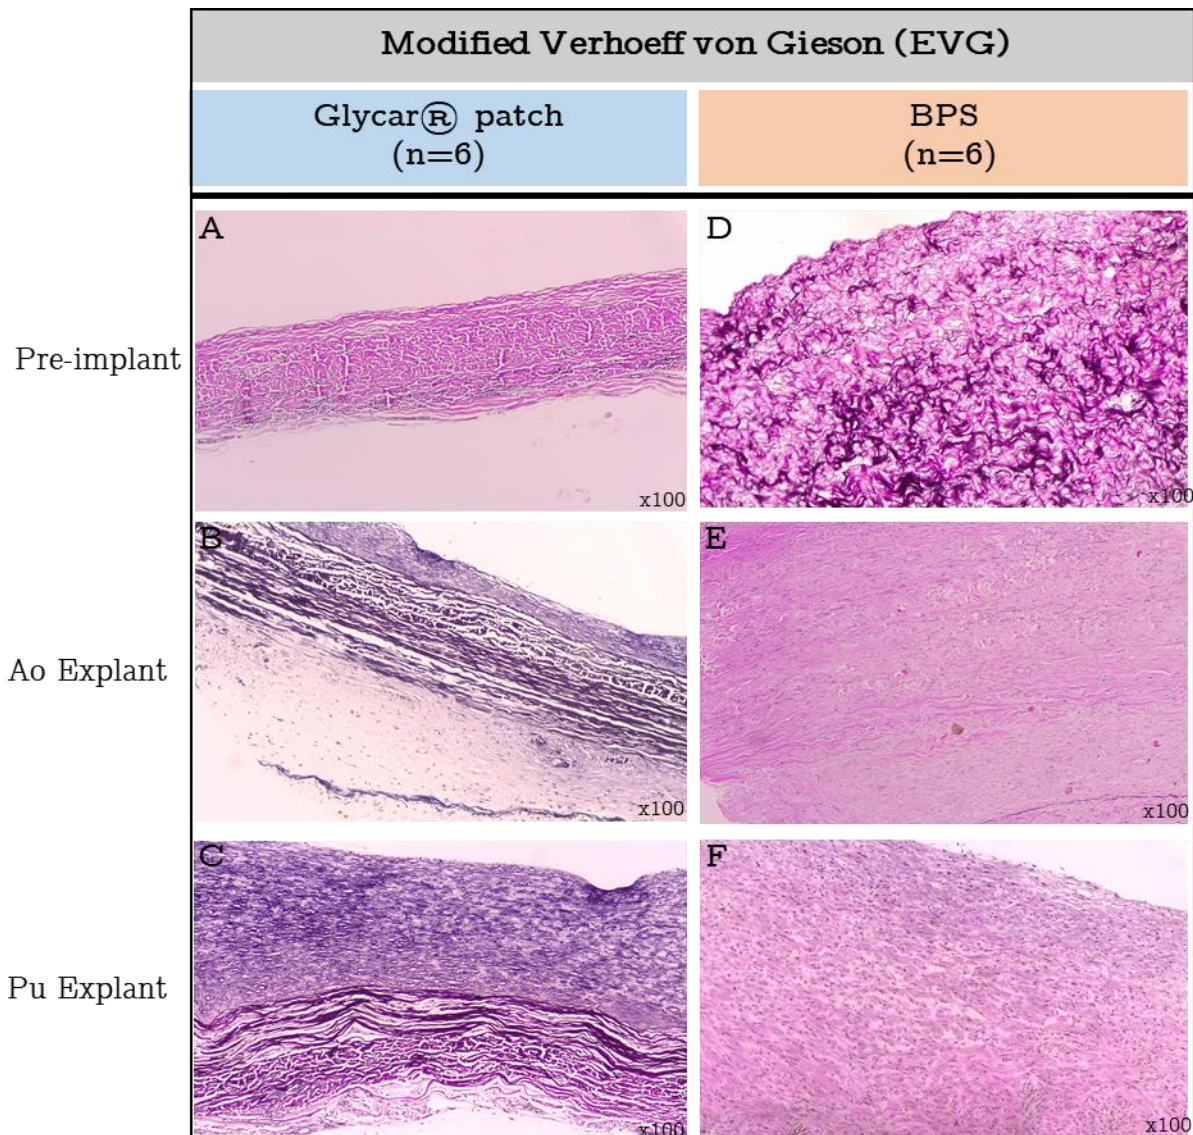 Modified Verhoeff von Gieson (EVG)
Glycar® patch
(n=6)
BPS
(n=6)
Pre-implant
A
x100
D
x100
Ao Explant
B
x100
E
x100
Pu Explant
C
x100
F
x100